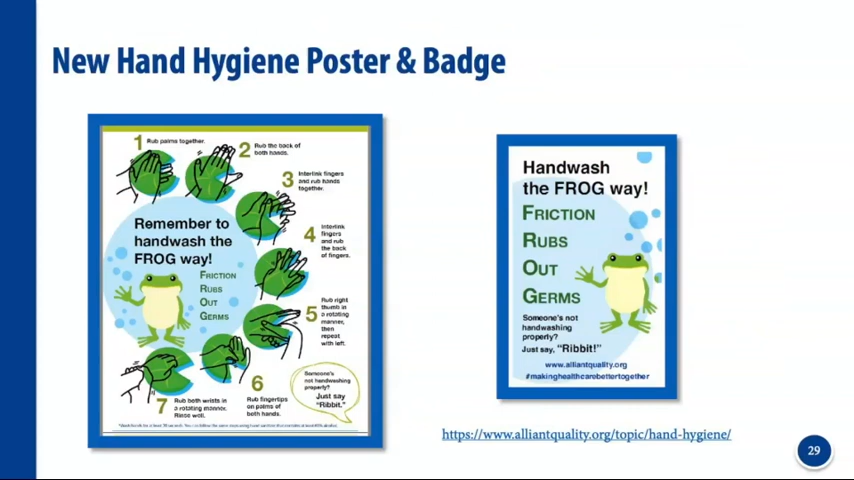 New Hand Hygiene Poster & Badge
1 Rub palms together.
2 Rub the back of
both hands.
3 Interlink fingers
and rub hands
together.
4 Interlink
fingers
and rub
the back
of fingers.
5 Rub right
thumb in
a rotating
manner,
then
repeat
with left.
6
Rub fingertips
on palms of
both hands.
7 Rub both wrists in
a rotating manner.
Rinse well.
Remember to
handwash the
FROG way!
FRICTION
RUBS
OUT
GERMS
Someone's
not handwashing
properly?
Just say
"Ribbit."
Handwash
the FROG way!
FRICTION
RUBS
OUT
GERMS
Someone's not
handwashing
properly?
Just say, "Ribbit!"
www.alliantquality.org
#makinghealthcarebettertogether
https://www.alliantquality.org/topic/hand-hygiene/
29